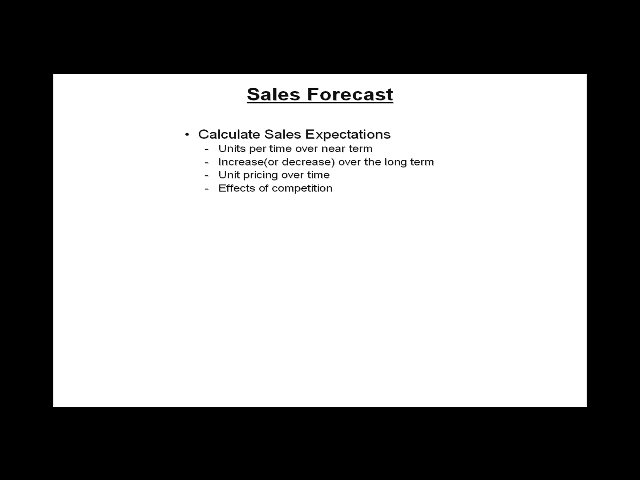 Sales Forecast
• Calculate Sales Expectations
- Units per time over near term
- Increase(or decrease) over the long term
- Unit pricing over time
- Effects of competition